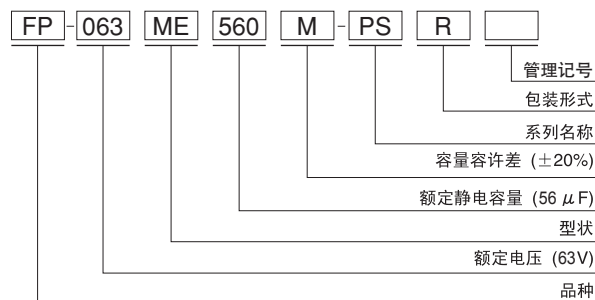 FP-063 ME 560 M-PS R
管理记号
包装形式
系列名称
容量容许差 (±20%)
额定静电容量 (56 μF)
型状
额定电压 (63V)
品种